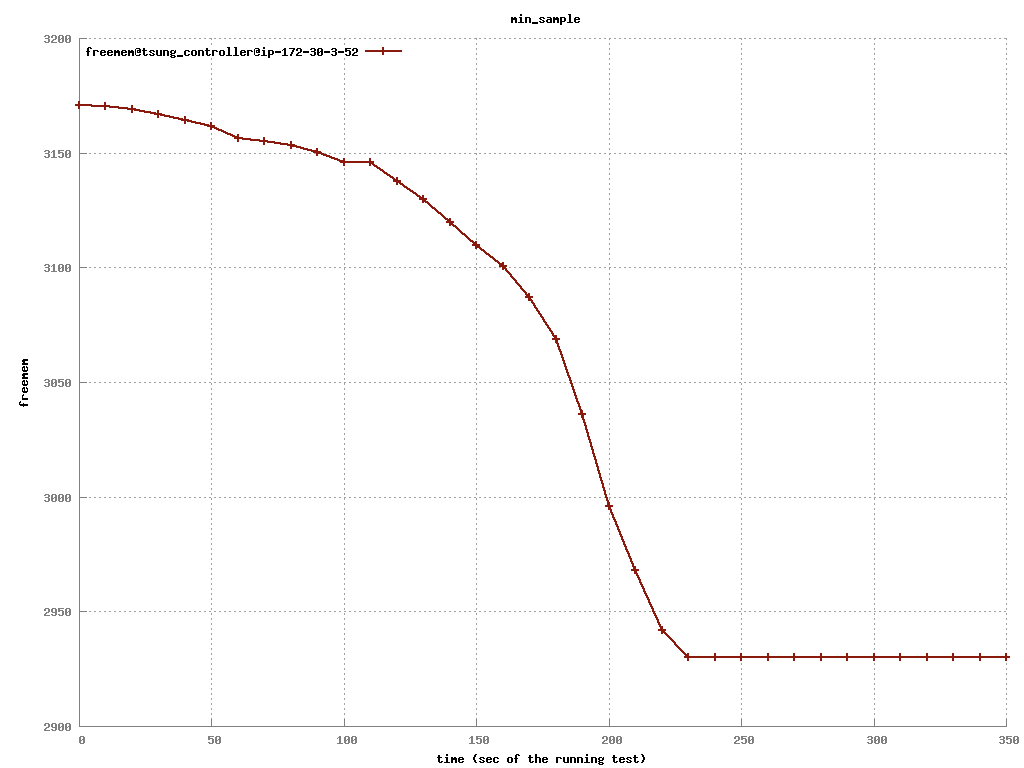 min_sample
freemem@tsung_controller@ip-172-30-3-52
3200
3150
3100
3050
3000
2950
2900
freemem
0 50 100 150 200 250 300 350
time (sec of the running test)